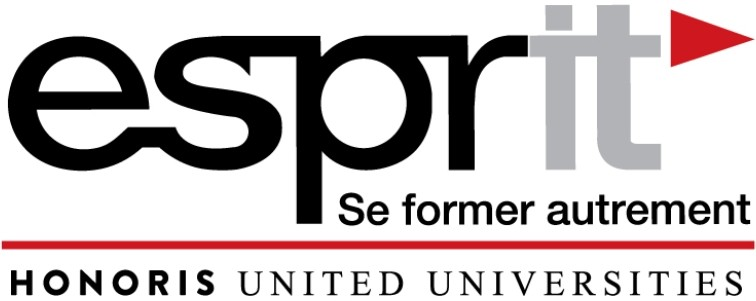 esprit
Se former autrement
HONORIS UNITED UNIVERSITIES